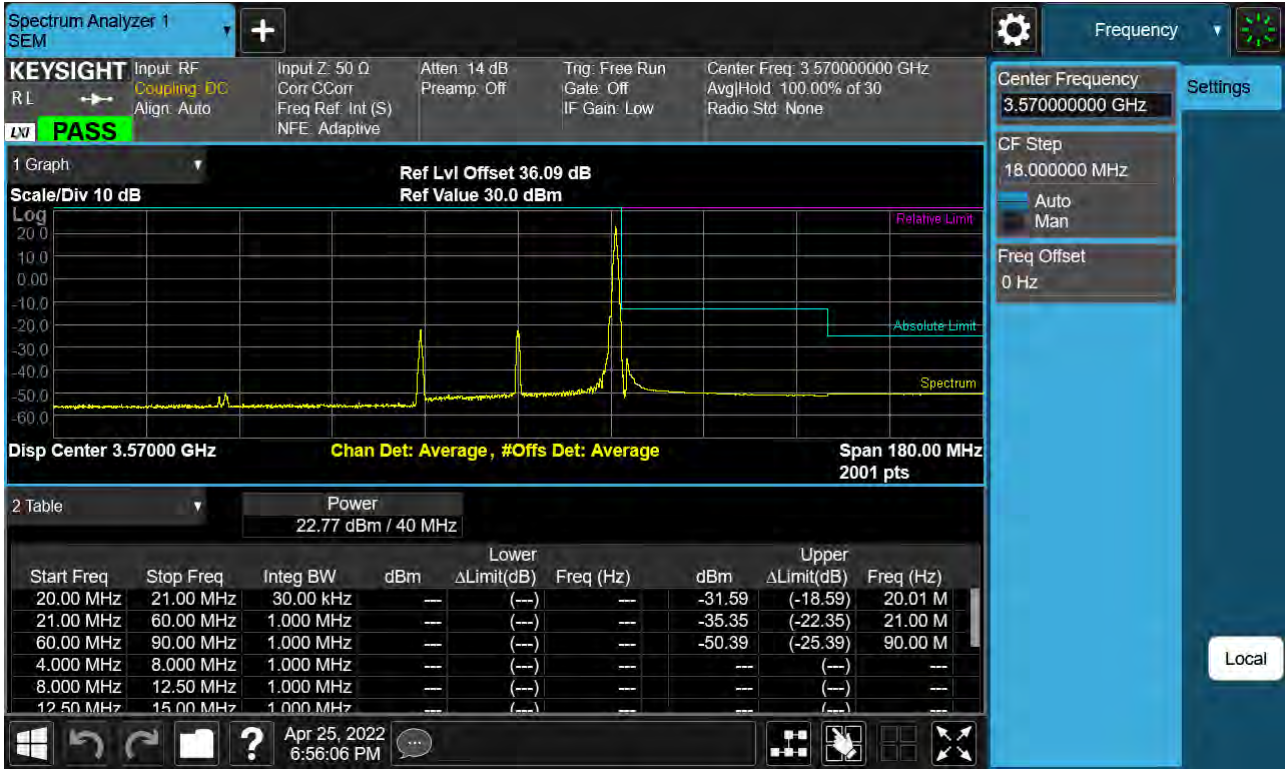 Spectrum Analyzer 1
SEM
Frequency
KEYSIGHT
R L
LXI
PASS
Input: RF
Coupling: DC
Align: Auto
Input Z: 50 Ω
Corr CCorr
Freq Ref: Int (S)
NFE: Adaptive
Atten: 14 dB
Preamp: Off
Trig: Free Run
Gate: Off
IF Gain: Low
Center Freq: 3.570000000 GHz
Avg|Hold: 100.00% of 30
Radio Std: None
Center Frequency
3.570000000 GHz
Settings
CF Step
18.000000 MHz
Auto
Man
Freq Offset
0 Hz
1 Graph
Ref Lvl Offset 36.09 dB
Scale/Div 10 dB
Ref Value 30.0 dBm
Log
Relative Limit
20.0
10.0
0.00
-10.0
-20.0
Absolute Limit
-30.0
-40.0
Spectrum
-50.0
-60.0
Disp Center 3.57000 GHz
Chan Det: Average , #Offs Det: Average
Span 180.00 MHz
2001 pts
2 Table
Power
22.77 dBm / 40 MHz
Lower Upper
Start Freq Stop Freq Integ BW dBm ΔLimit(dB) Freq (Hz) dBm ΔLimit(dB) Freq (Hz)
20.00 MHz 21.00 MHz 30.00 kHz --- (---) --- -31.59 (-18.59) 20.01 M
21.00 MHz 60.00 MHz 1.000 MHz --- (---) --- -35.35 (-22.35) 21.00 M
60.00 MHz 90.00 MHz 1.000 MHz --- (---) --- -50.39 (-25.39) 90.00 M
4.000 MHz 8.000 MHz 1.000 MHz --- (---) --- --- (---) ---
8.000 MHz 12.50 MHz 1.000 MHz --- (---) --- --- (---) ---
12.50 MHz 15.00 MHz 1.000 MHz --- (---) --- --- (---) ---
Local
Apr 25, 2022
6:56:06 PM